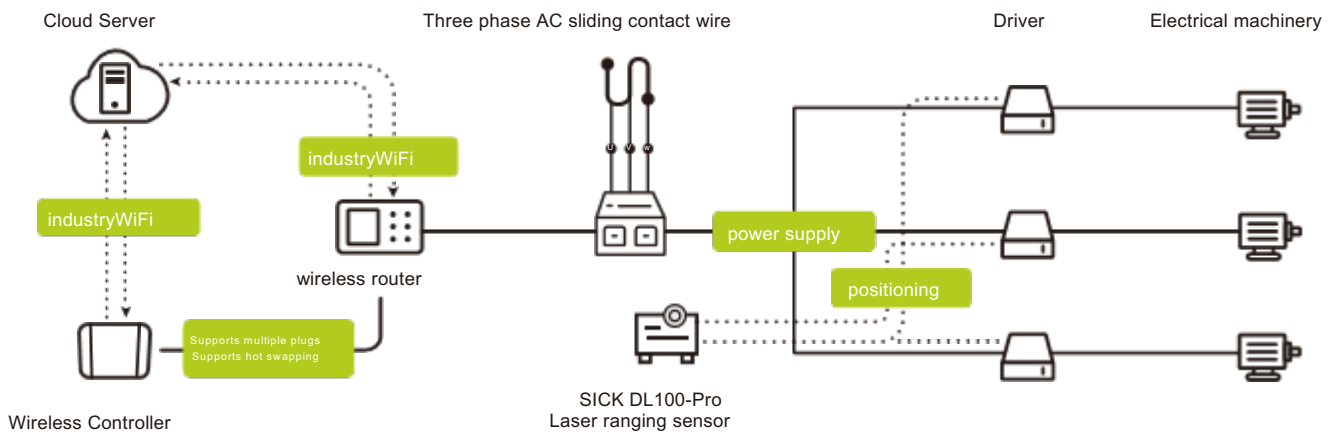 Cloud Server
Three phase AC sliding contact wire
Driver
Electrical machinery
industryWiFi
U V W
industryWiFi
power supply
wireless router
positioning
Supports multiple plugs
Supports hot swapping
SICK DL100-Pro
Laser ranging sensor
Wireless Controller